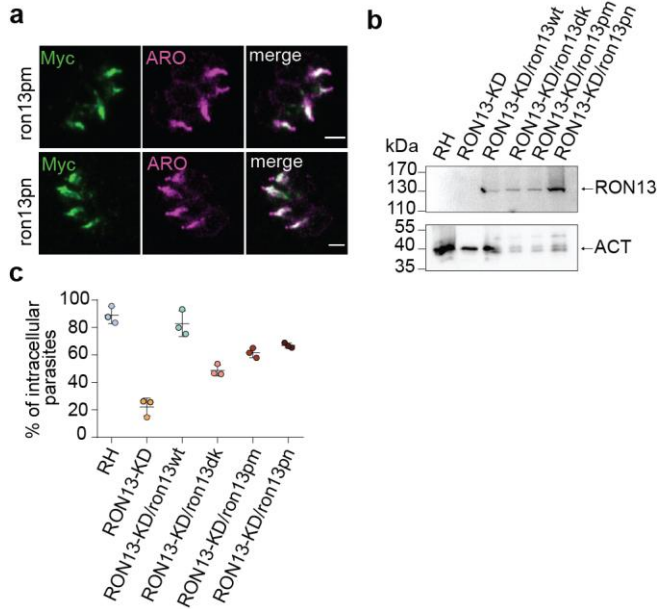 a
Myc
ARO
merge
ron13pm
Myc
ARO
merge
ron13pn
b
RH
RON13-KD
RON13-KD/ron13wt
RON13-KD/ron13dk
RON13-KD/ron13pm
RON13-KD/ron13pn
kDa
170
130
110
←RON13
55
40
35
←ACT
c
% of intracellular
parasites
100
80
60
40
20
0
RH
RON13-KD
RON13-KD/ron13wt
RON13-KD/ron13dk
RON13-KD/ron13pm
RON13-KD/ron13pn